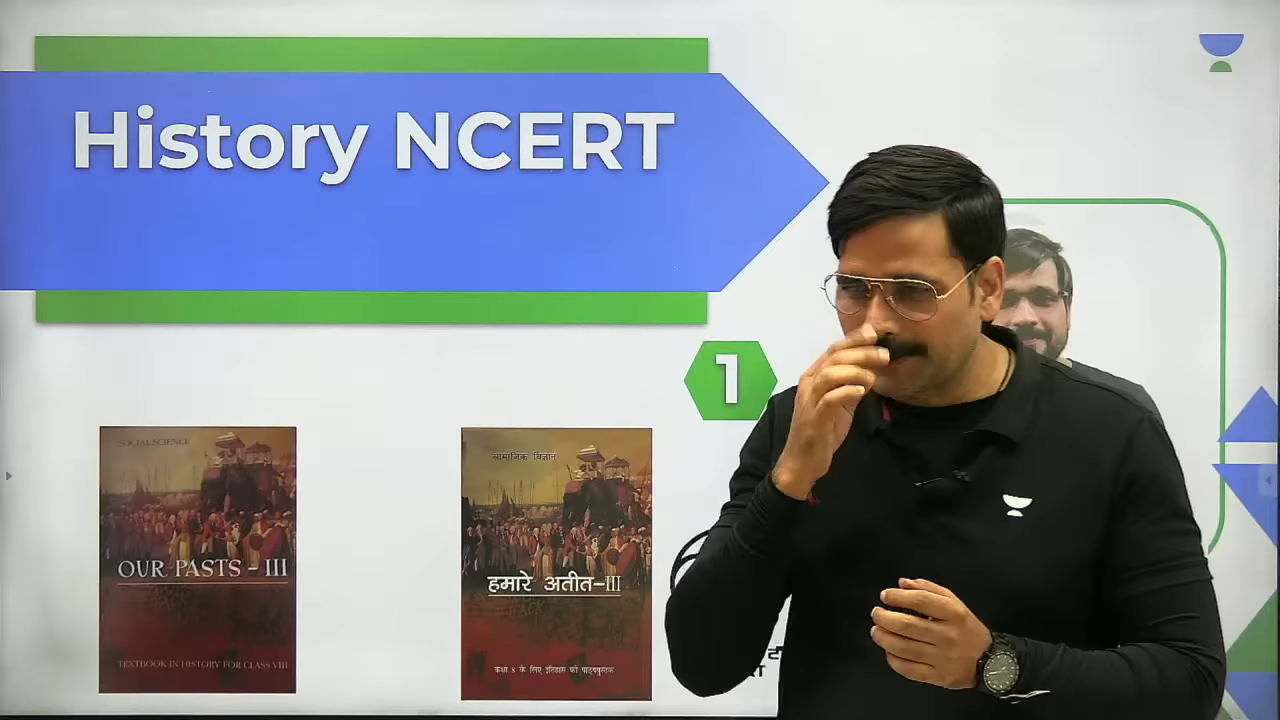 History NCERT
1
SOCIAL SCIENCE
OUR PASTS - III
TEXTBOOK IN HISTORY FOR CLASS VIII
सामाजिक विज्ञान
हमारे अतीत-III
कक्षा 8 के लिए इतिहास की पाठ्यपुस्तक